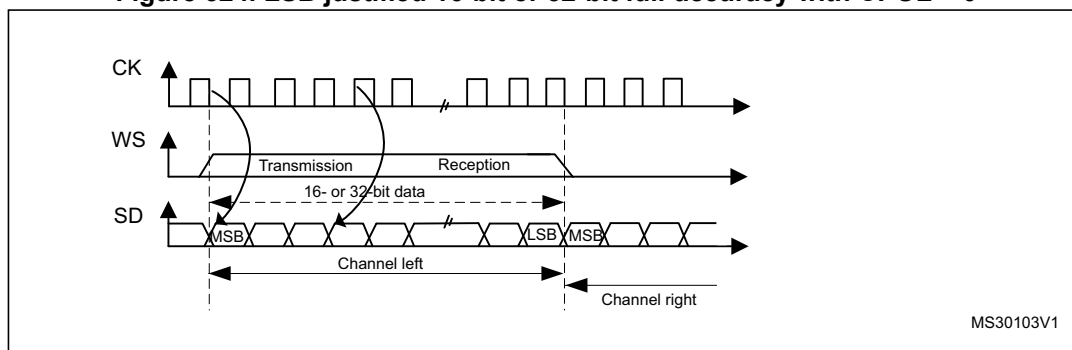 CK
WS
Transmission Reception
16- or 32-bit data
SD
MSB LSB MSB
Channel left
Channel right
MS30103V1